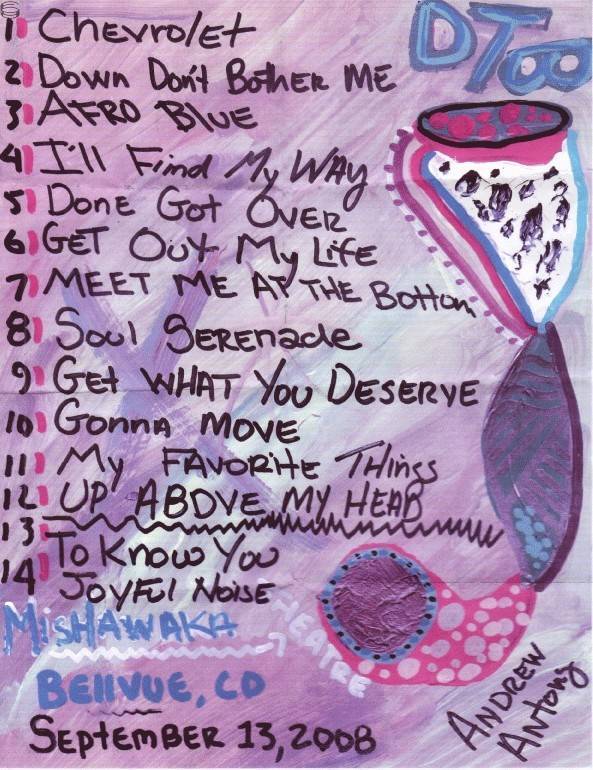 DToo
1) Chevrolet
2) Down Don't Bother Me
3) Afro Blue
4) I'll Find My Way
5) Done Got Over
6) Get Out My Life
7) Meet Me At The Bottom
8) Soul Serenade
9) Get What You Deserve
10) Gonna Move
11) My Favorite Things
12) Up Above My Head
13 To Know You
14) Joyful Noise
Mishawaka
Theatre
Bellvue, CO
September 13, 2008
Andrew
Antony